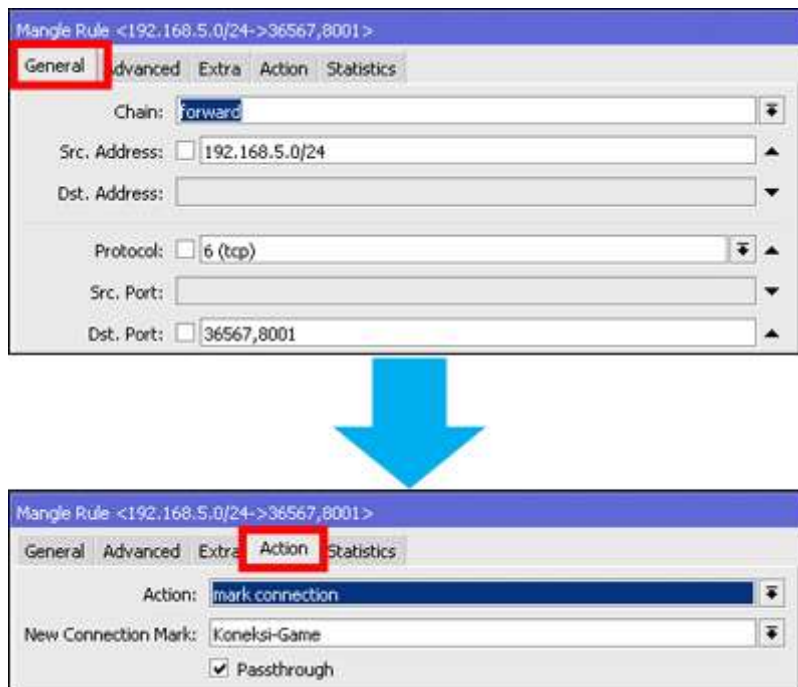 Mangle Rule <192.168.5.0/24->36567,8001>
General Advanced Extra Action Statistics
Chain: forward
Src. Address: 192.168.5.0/24
Dst. Address:
Protocol: 6 (tcp)
Src. Port:
Dst. Port: 36567,8001
Mangle Rule <192.168.5.0/24->36567,8001>
General Advanced Extra Action Statistics
Action: mark connection
New Connection Mark: Koneksi-Game
Passthrough